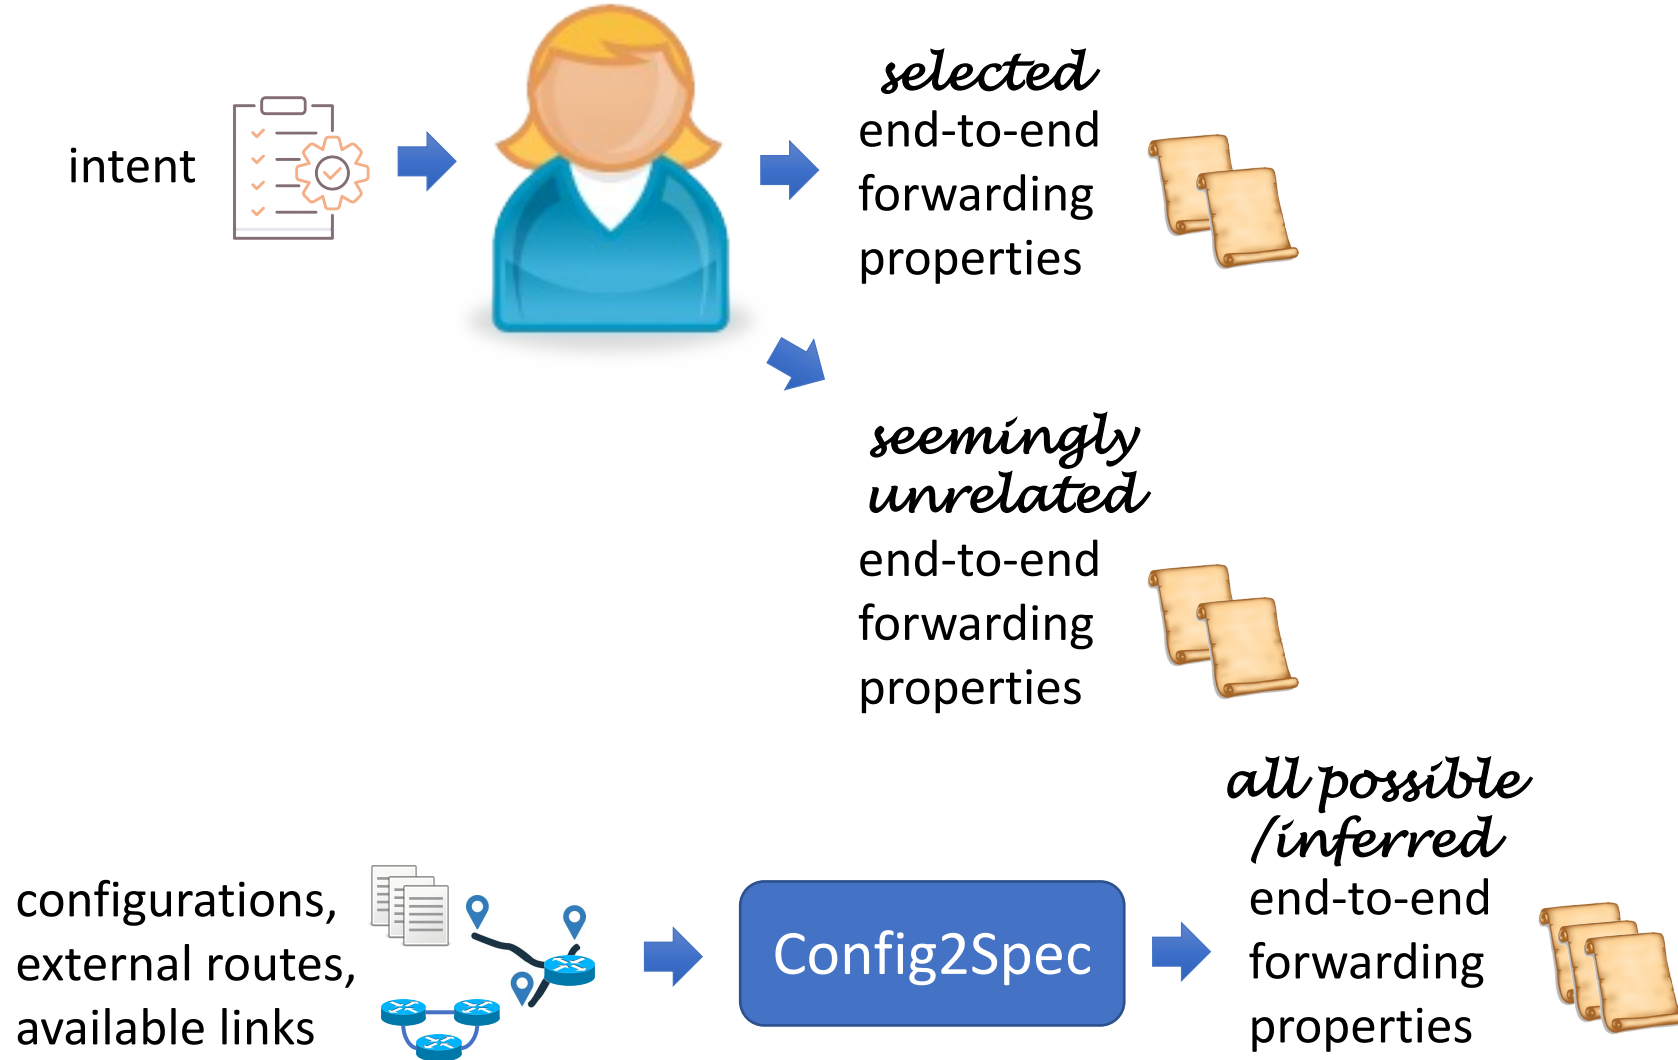 selected
end-to-end
forwarding
properties
intent
seemingly
unrelated
end-to-end
forwarding
properties
all possible
/inferred
end-to-end
forwarding
properties
configurations,
external routes,
available links
Config2Spec